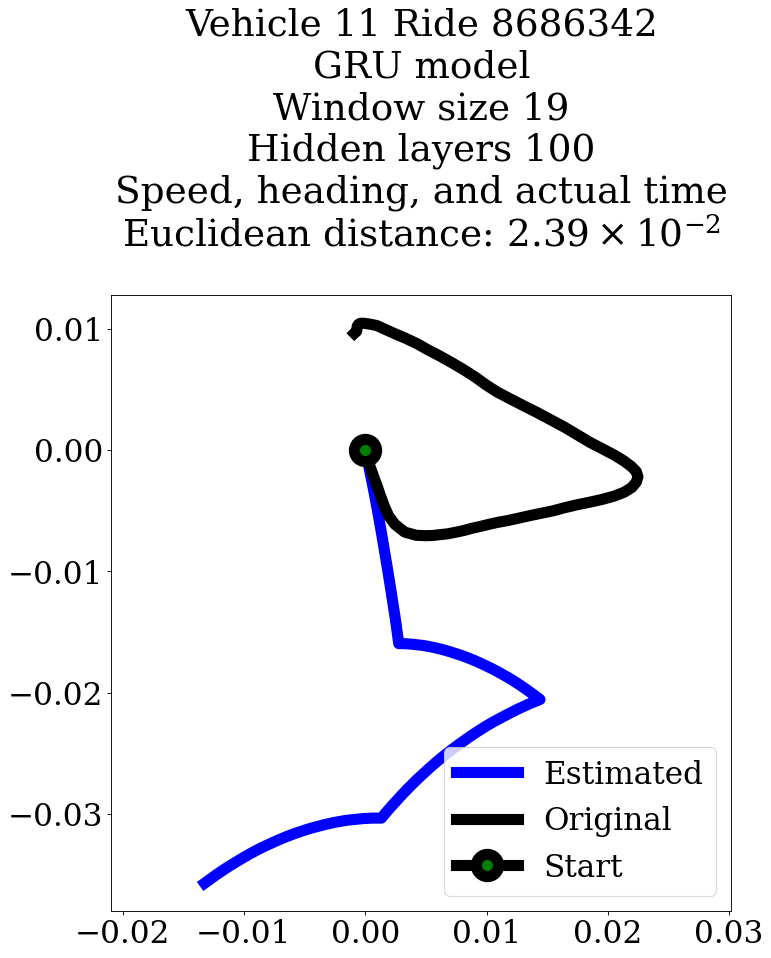 Vehicle 11 Ride 8686342
GRU model
Window size 19
Hidden layers 100
Speed, heading, and actual time
Euclidean distance: 2.39 × 10⁻²
0.01
0.00
−0.01
−0.02
−0.03
Estimated
Original
Start
−0.02 −0.01 0.00 0.01 0.02 0.03